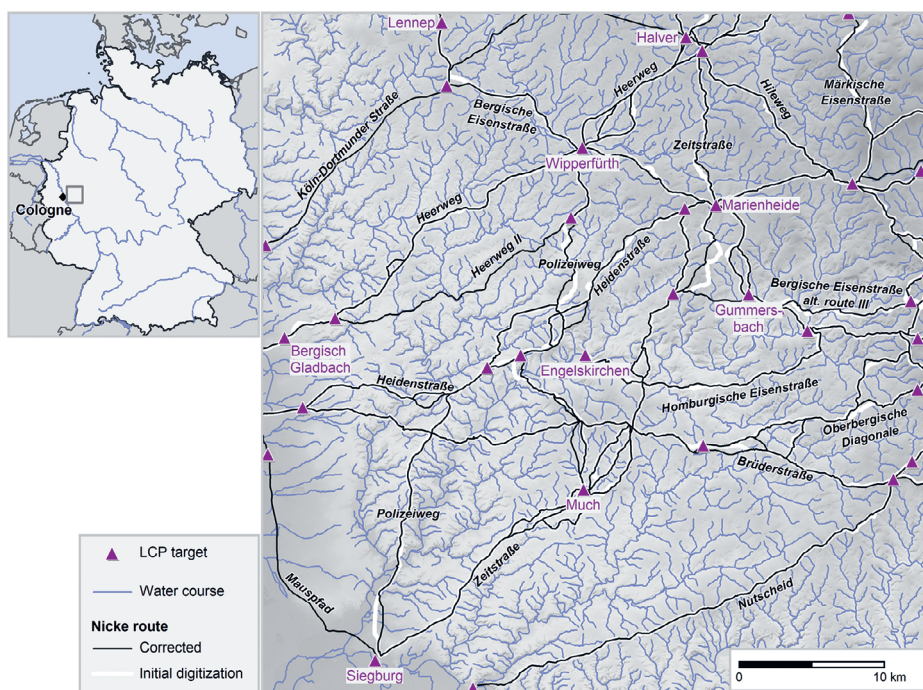 Cologne
Lennep
Halver
Köln-Dortmunder-Straße
Bergische
Eisenstraße
Heerweg
Hileweg
Märkische
Eisenstraße
Wipperfürth
Zeitstraße
Heerweg
Marienheide
Heerweg II
Polizeiweg
Heidenstraße
Bergische Eisenstraße
alt. route III
Gummers-
bach
Bergisch
Gladbach
Engelskirchen
Heidenstraße
Homburgische Eisenstraße
Oberbergische
Diagonale
Brüderstraße
Much
Polizeiweg
Zeitstraße
Nutscheid
Mauspfad
Siegburg
LCP target
Water course
Nicke route
Corrected
Initial digitization
0
10 km